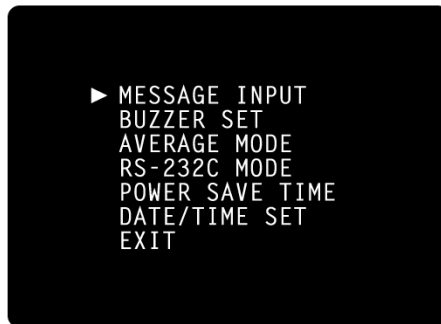 ► MESSAGE INPUT
BUZZER SET
AVERAGE MODE
RS-232C MODE
POWER SAVE TIME
DATE/TIME SET
EXIT